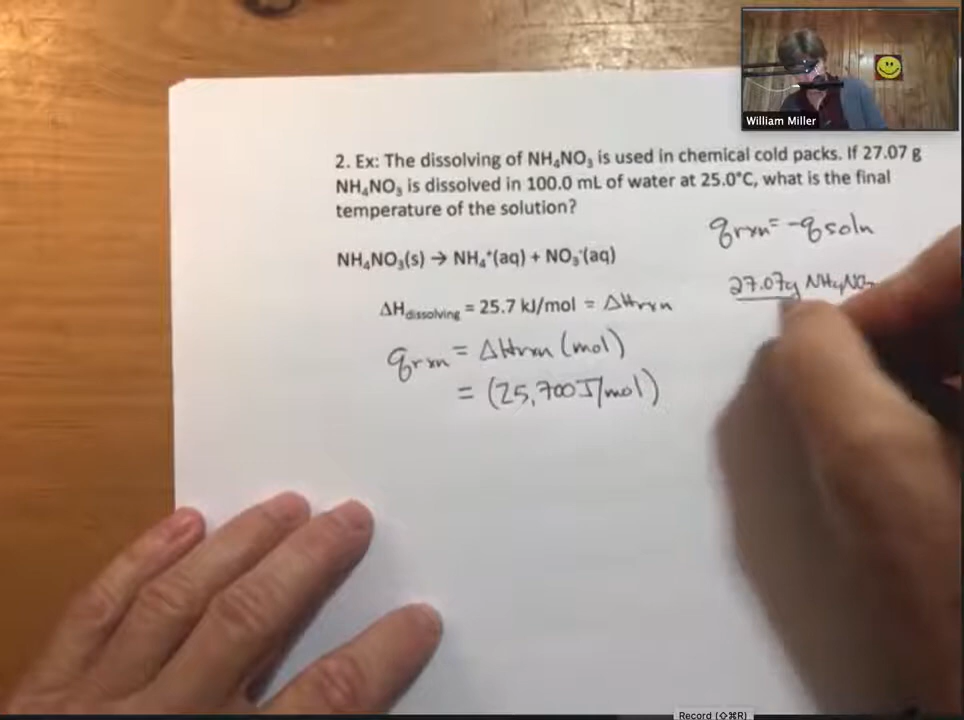 William Miller
2. Ex: The dissolving of NH₄NO₃ is used in chemical cold packs. If 27.07 g
NH₄NO₃ is dissolved in 100.0 mL of water at 25.0°C, what is the final
temperature of the solution?
qrxn = -qsoln
NH₄NO₃(s) → NH₄⁺(aq) + NO₃⁻(aq)
27.07g NH₄NO₃
ΔHdissolving = 25.7 kJ/mol = ΔHrxn
qrxn = ΔHrxn (mol)
= (25,700J/mol)
Record (⇧⌘R)